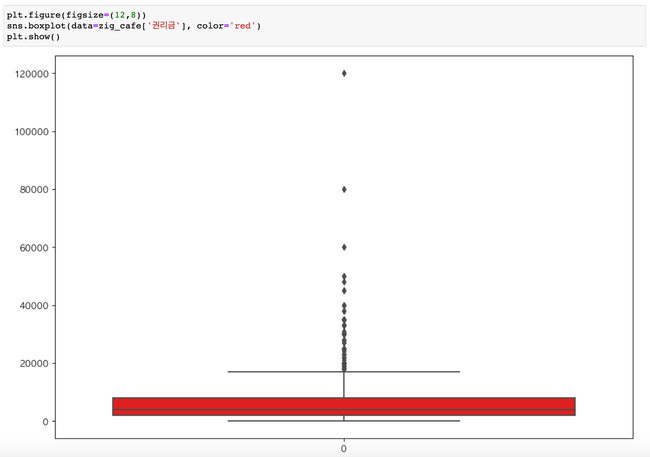 plt.figure(figsize=(12,8))
sns.boxplot(data=zig_cafe['권리금'], color='red')
plt.show()
120000
100000
80000
60000
40000
20000
0
0